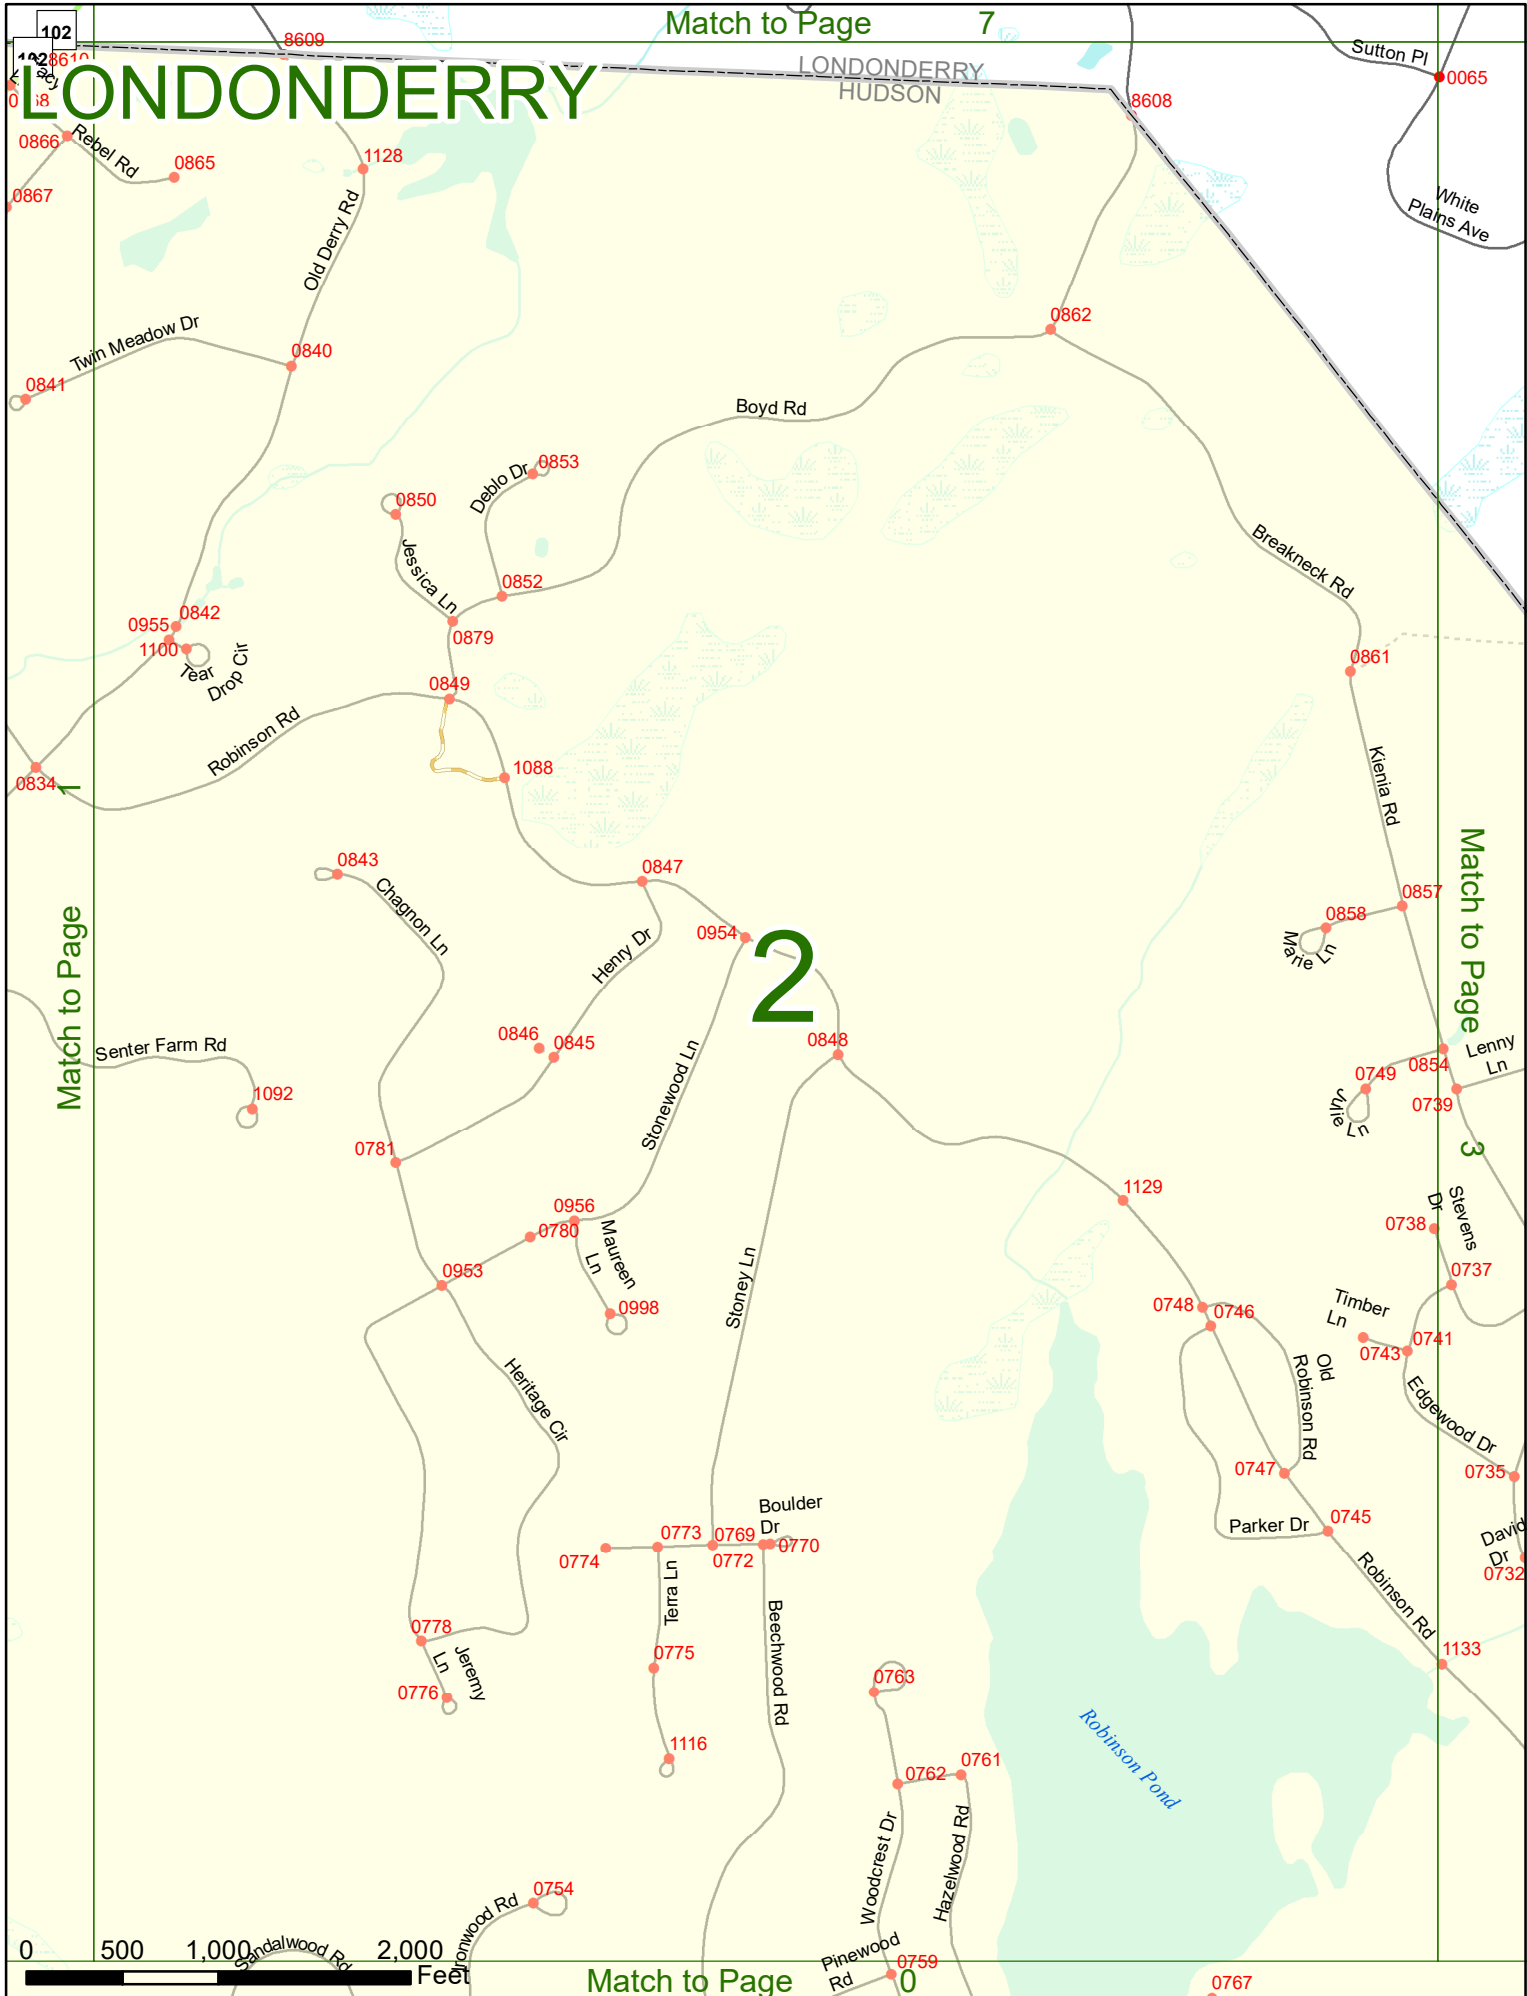 Match to Page 7
102
102
8609
8610
Sutton Pl
0065
LONDONDERRY
LONDONDERRY
HUDSON
8608
0866
Rebel Rd
0865
1128
0867
White
Plains Ave
Old Derry Rd
0862
Twin Meadow Dr
0840
0841
Boyd Rd
0853
Deblo Dr
0850
Jessica Ln
Breakneck Rd
0852
0842
0955
1100
Tear
Drop Cir
0879
0861
0849
Robinson Rd
0834
1
1088
Kienia Rd
Match to Page
0843
0847
Chagnon Ln
0857
0858
Marie Ln
0954
2
Henry Dr
Match to Page
Senter Farm Rd
0846
0845
0848
Lenny
Ln
0854
0749
0739
Julie Ln
1092
Stonewood Ln
0781
3
1129
Stevens
Dr
0738
0956
0780
Maureen
Ln
0953
0737
Stoney Ln
0998
0748
0746
Timber
Ln
0743
0741
Heritage Cir
Old
Robinson Rd
Edgewood Dr
0747
0735
Boulder
Dr
0773
0769
0770
0774
0772
Parker Dr
0745
David
Dr
0732
Terra Ln
Robinson Rd
Beechwood Rd
0778
Jeremy
Ln
0775
1133
0776
0763
Robinson Pond
1116
0762
0761
Woodcrest Dr
Hazelwood Rd
0754
Ironwood Rd
Sandalwood Rd
Pinewood
Rd
0759
0 500 1,000 2,000
Feet
Match to Page 0
0767